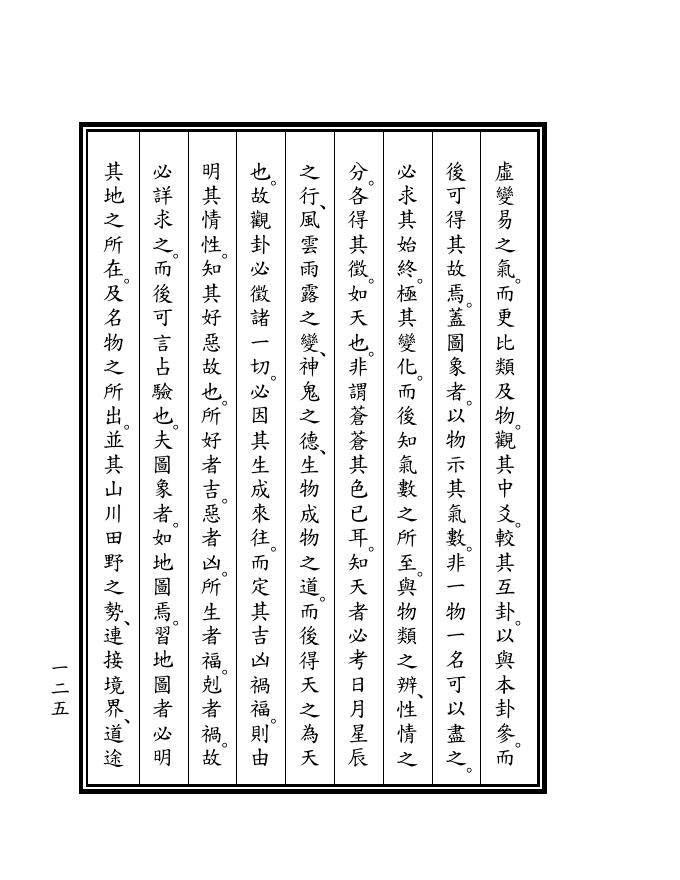 虛變易之氣。而更比類及物。觀其中爻。較其互卦。以與本卦參。而
後可得其故焉。蓋圖象者。以物示其氣數。非一物一名可以盡之。
必求其始終。極其變化。而後知氣數之所至。與物類之辨、性情之
分。各得其徵。如天也。非謂蒼蒼其色已耳。知天者必考日月星辰
之行、風雲雨露之變、神鬼之德、生物成物之道。而後得天之為天
也。故觀卦必徵諸一切。必因其生成來往。而定其吉凶禍福。則由
明其情性。知其好惡故也。所好者吉。惡者凶。所生者福。剋者禍。故
必詳求之。而後可言占驗也。夫圖象者。如地圖焉。習地圖者必明
其地之所在。及名物之所出。並其山川田野之勢、連接境界、道途
一二五